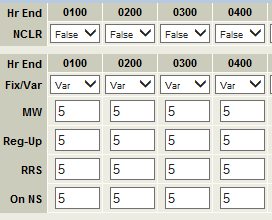 Hr End 0100 0200 0300 0400
NCLR False False False False
Hr End 0100 0200 0300 0400
Fix/Var Var Var Var Var
MW 5 5 5 5
Reg-Up 5 5 5 5
RRS 5 5 5 5
On NS 5 5 5 5